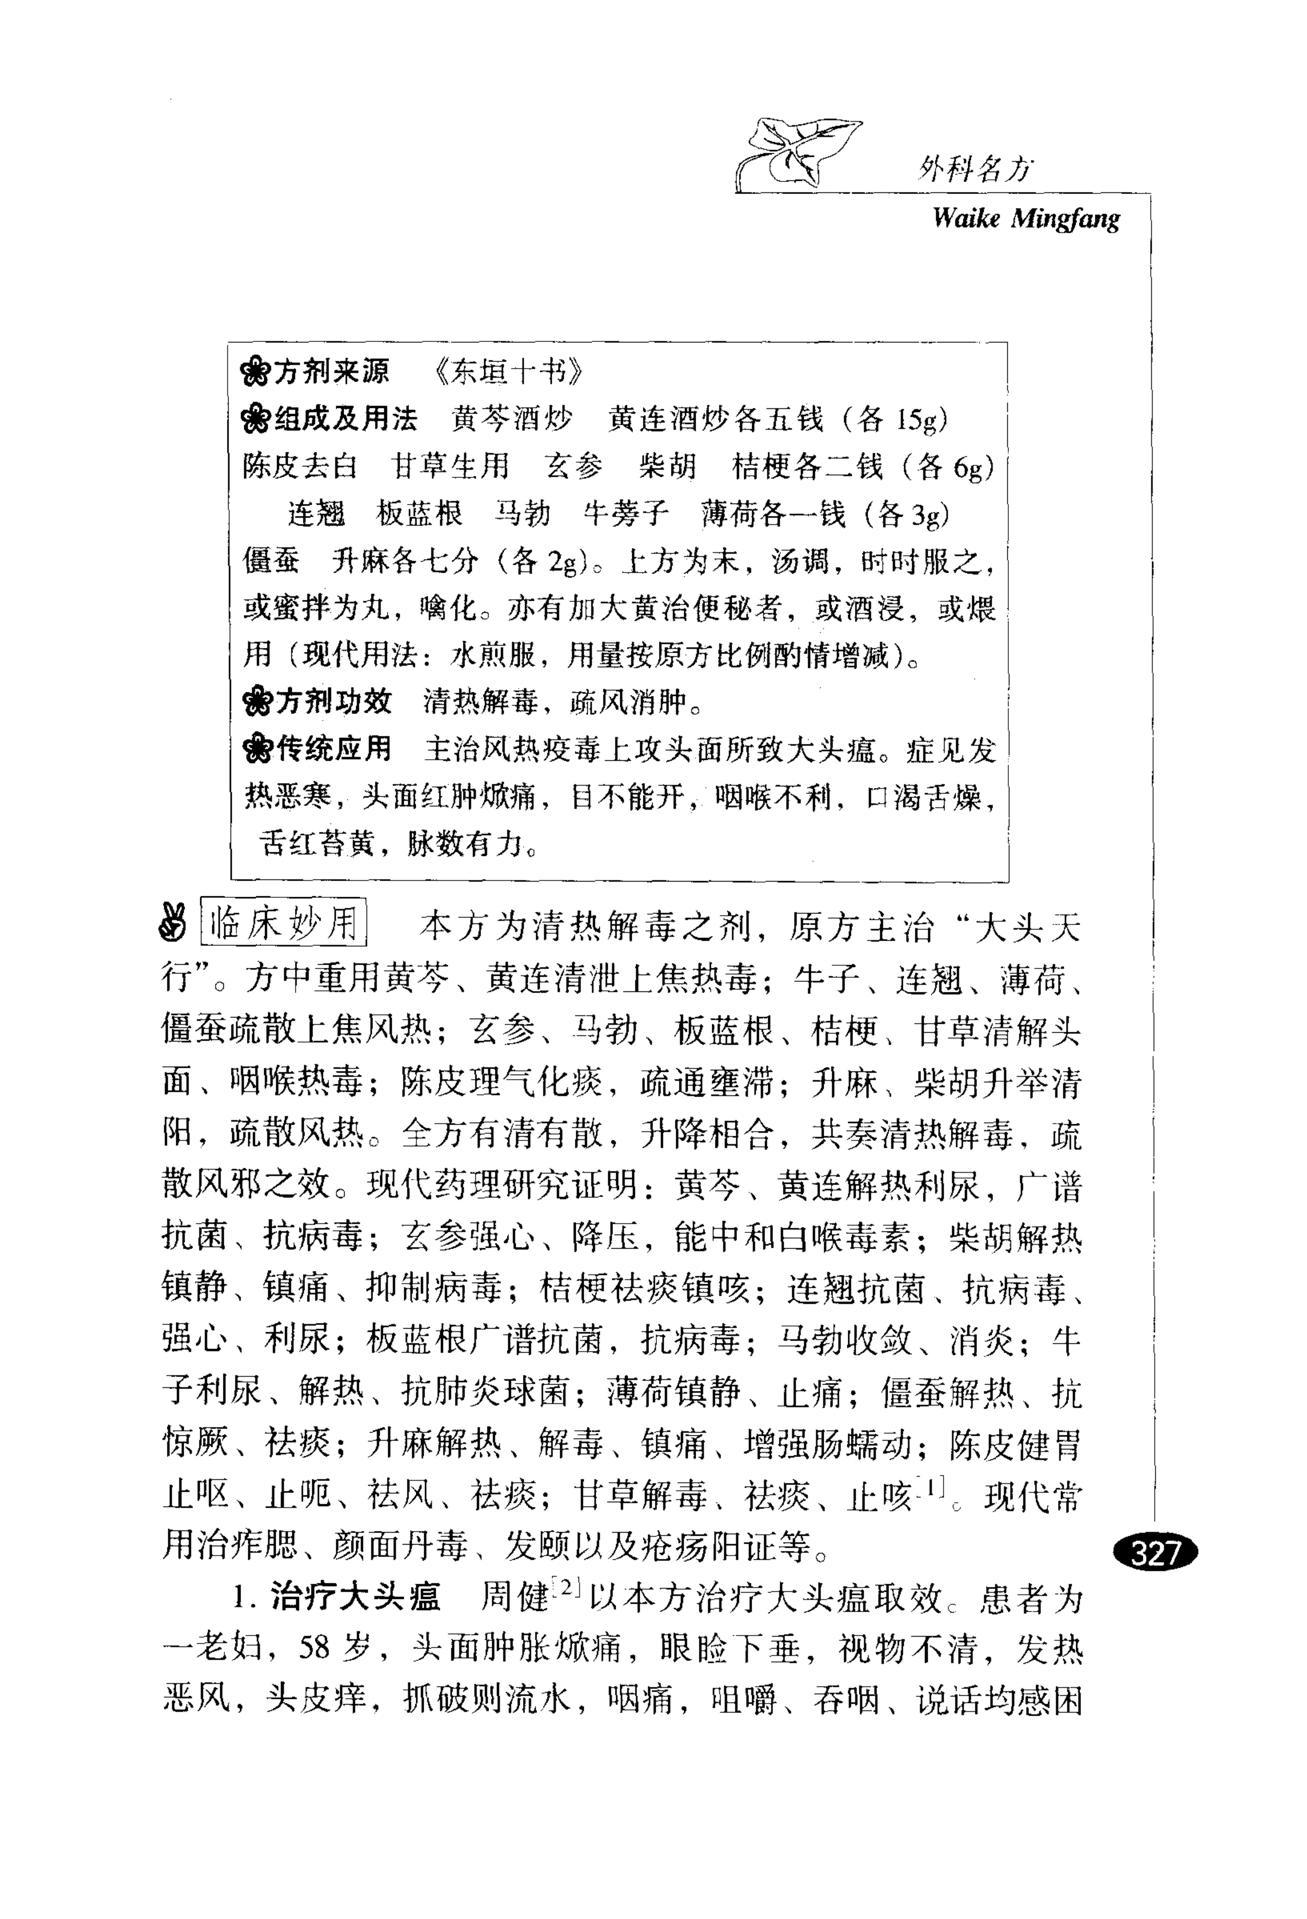 外科名方
Waike Mingfang
方剂来源　《东垣十书》
组成及用法　黄芩酒炒　黄连酒炒各五钱（各 15g）
陈皮去白　甘草生用　玄参　柴胡　桔梗各二钱（各 6g）
连翘　板蓝根　马勃　牛蒡子　薄荷各一钱（各 3g）
僵蚕　升麻各七分（各 2g）。上方为末，汤调，时时服之，
或蜜拌为丸，噙化。亦有加大黄治便秘者，或酒浸，或煨
用（现代用法：水煎服，用量按原方比例酌情增减）。
方剂功效　清热解毒，疏风消肿。
传统应用　主治风热疫毒上攻头面所致大头瘟。症见发
热恶寒，头面红肿焮痛，目不能开，咽喉不利，口渴舌燥，
舌红苔黄，脉数有力。
临床妙用　本方为清热解毒之剂，原方主治“大头天
行”。方中重用黄芩、黄连清泄上焦热毒；牛子、连翘、薄荷、
僵蚕疏散上焦风热；玄参、马勃、板蓝根、桔梗、甘草清解头
面、咽喉热毒；陈皮理气化痰，疏通壅滞；升麻、柴胡升举清
阳，疏散风热。全方有清有散，升降相合，共奏清热解毒，疏
散风邪之效。现代药理研究证明：黄芩、黄连解热利尿，广谱
抗菌、抗病毒；玄参强心、降压，能中和白喉毒素；柴胡解热
镇静、镇痛、抑制病毒；桔梗祛痰镇咳；连翘抗菌、抗病毒、
强心、利尿；板蓝根广谱抗菌，抗病毒；马勃收敛、消炎；牛
子利尿、解热、抗肺炎球菌；薄荷镇静、止痛；僵蚕解热、抗
惊厥、祛痰；升麻解热、解毒、镇痛、增强肠蠕动；陈皮健胃
止呕、止呃、祛风、祛痰；甘草解毒、祛痰、止咳[1]。现代常
用治痄腮、颜面丹毒、发颐以及疮疡阳证等。
327
1. 治疗大头瘟　周健[2]以本方治疗大头瘟取效。患者为
一老妇，58 岁，头面肿胀焮痛，眼睑下垂，视物不清，发热
恶风，头皮痒，抓破则流水，咽痛，咀嚼、吞咽、说话均感困